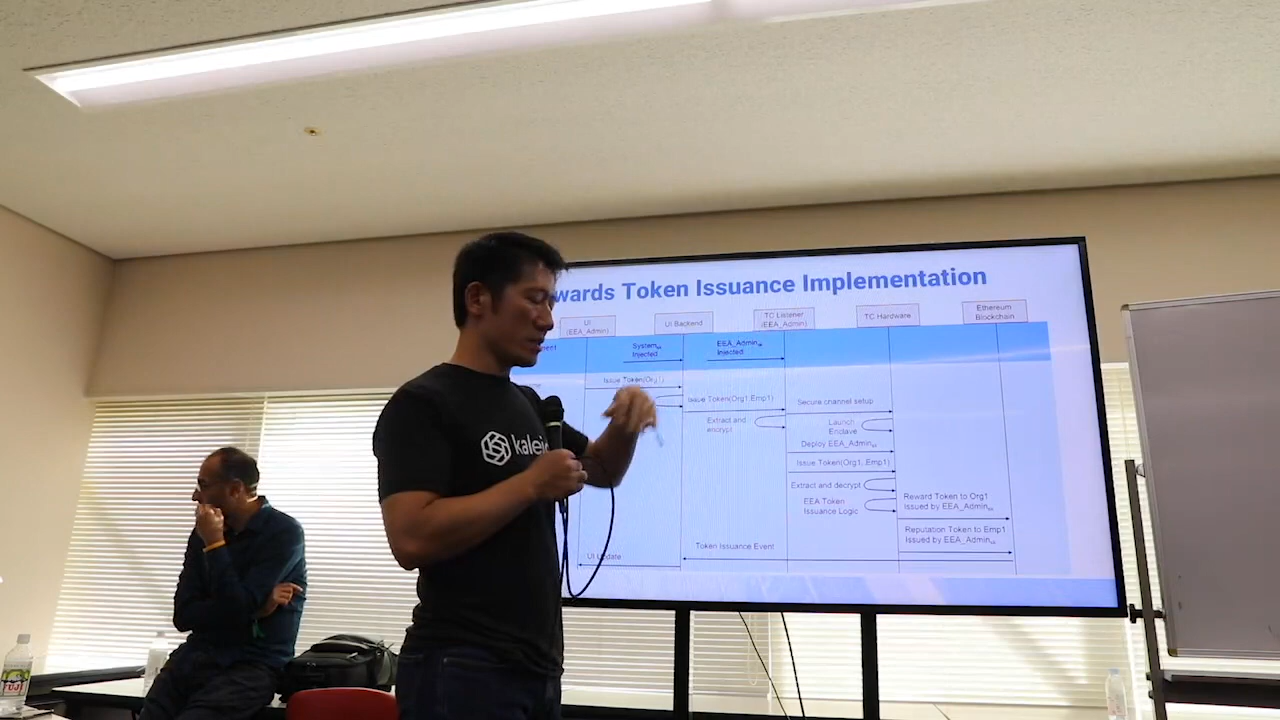 wards Token Issuance Implementation
UI
(EEA_Admin)
UI Backend
TC Listener
(EEA_Admin)
TC Hardware
Ethereum
Blockchain
System
Injected
EEA_Admin
Injected
Issue Token(Org1)
Issue Token(Org1.Emp1)
Secure channel setup
Extract and
encrypt
Launch
Enclave
Deploy EEA_Admin
Issue Token(Org1, Emp1)
Extract and decrypt
EEA Token
Issuance Logic
Reward Token to Org1
Issued by EEA_Admin
Reputation Token to Emp1
Issued by EEA_Admin
Token Issuance Event
UI Update
kaleid